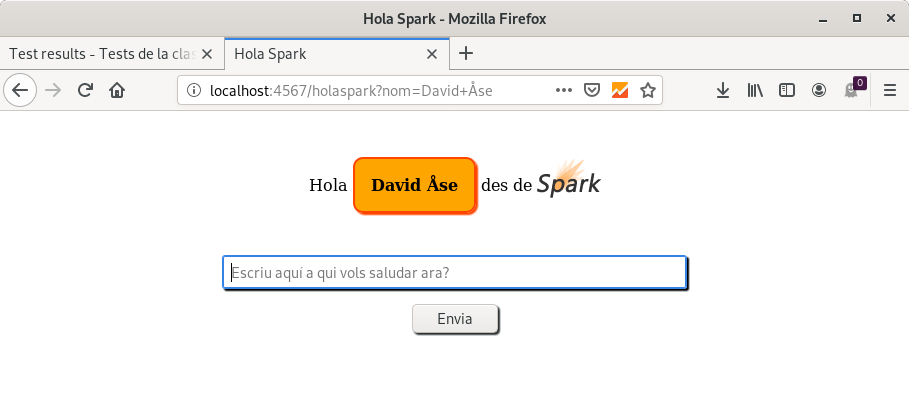 Hola Spark - Mozilla Firefox
Test results - Tests de la clas
Hola Spark
localhost:4567/holaspark?nom=David+Åse
0
Hola David Åse des de Spark
Escriu aquí a qui vols saludar ara?
Envia